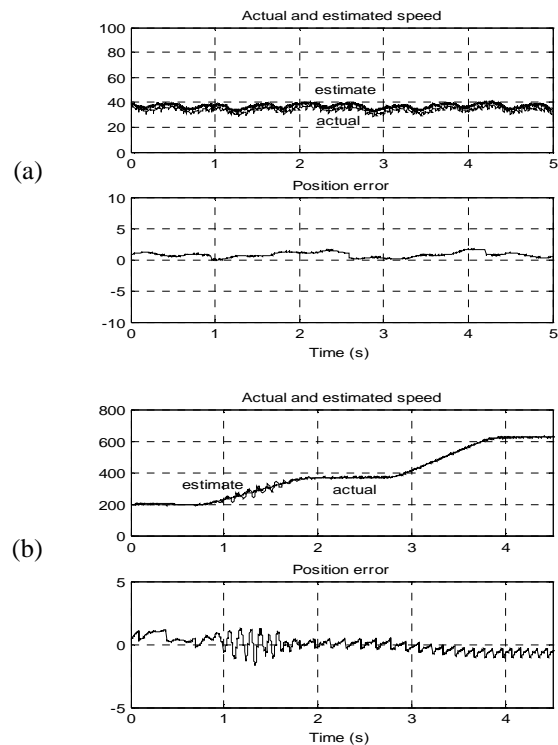 Actual and estimated speed
100
80
60
40
20
0
estimate
actual
0 1 2 3 4 5
(a)
Position error
10
5
0
-5
-10
0 1 2 3 4 5
Time (s)
Actual and estimated speed
800
600
400
200
0
estimate
actual
0 1 2 3 4
(b)
Position error
5
0
-5
0 1 2 3 4
Time (s)